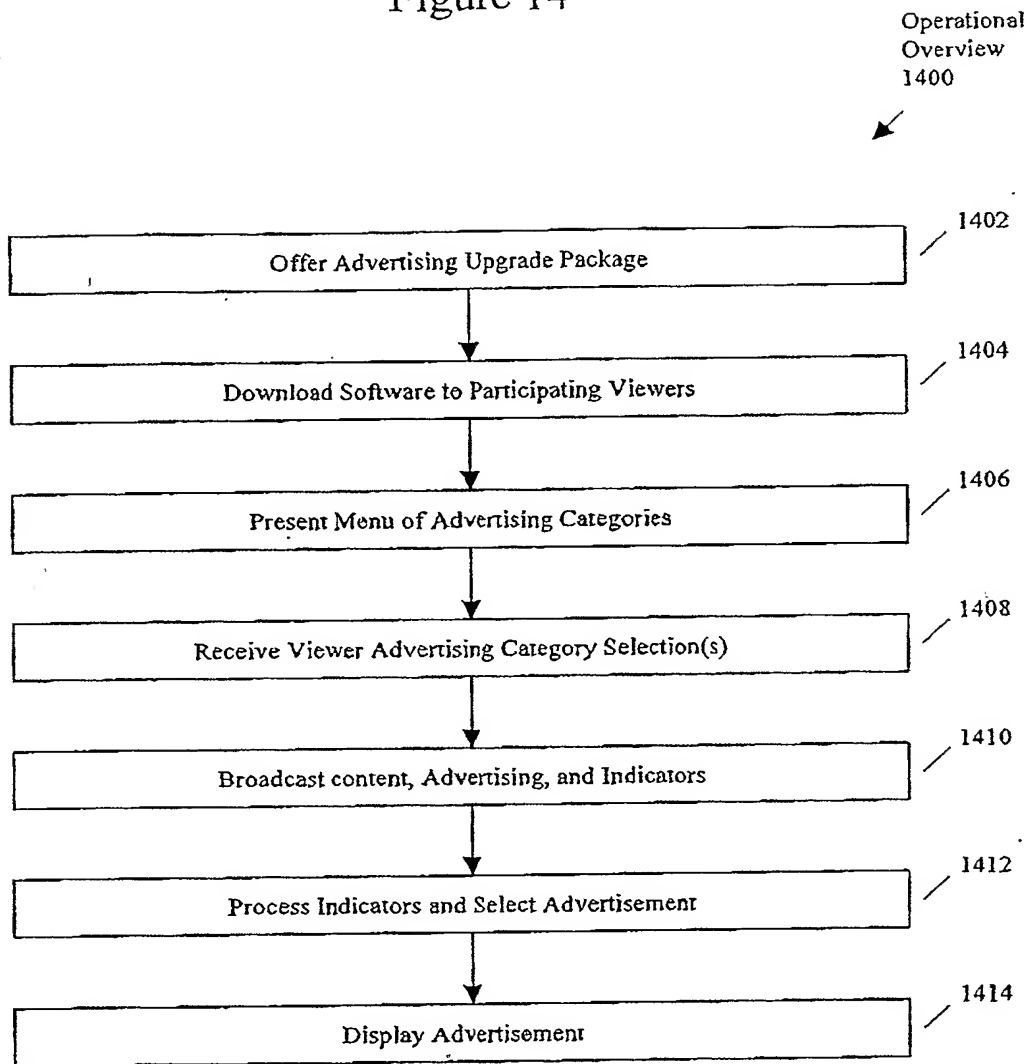 Figure 14
Operational
Overview
1400
1402
Offer Advertising Upgrade Package
1404
Download Software to Participating Viewers
1406
Present Menu of Advertising Categories
1408
Receive Viewer Advertising Category Selection(s)
1410
Broadcast content, Advertising, and Indicators
1412
Process Indicators and Select Advertisement
1414
Display Advertisement